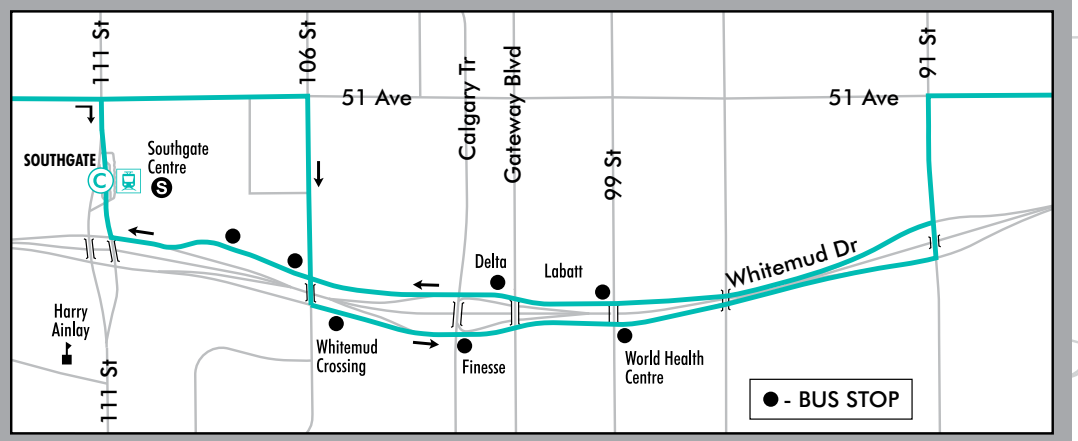 111 St
106 St
Calgary Tr
Gateway Blvd
91 St
51 Ave
51 Ave
99 St
SOUTHGATE
C
Southgate
Centre
S
Delta
Labatt
Whitemud Dr
Harry
Ainlay
111 St
Whitemud
Crossing
Finesse
World Health
Centre
- BUS STOP